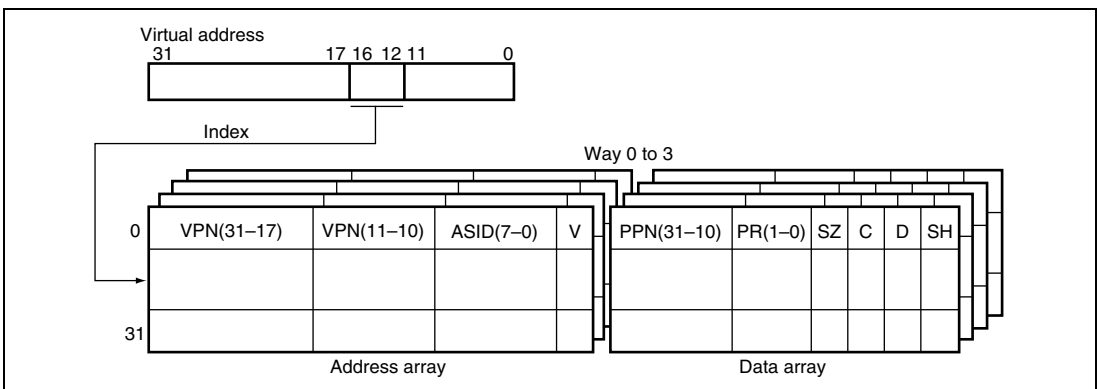 Virtual address
31 17 16 12 11 0
Index
Way 0 to 3
0 VPN(31–17) VPN(11–10) ASID(7–0) V PPN(31–10) PR(1–0) SZ C D SH
31
Address array Data array